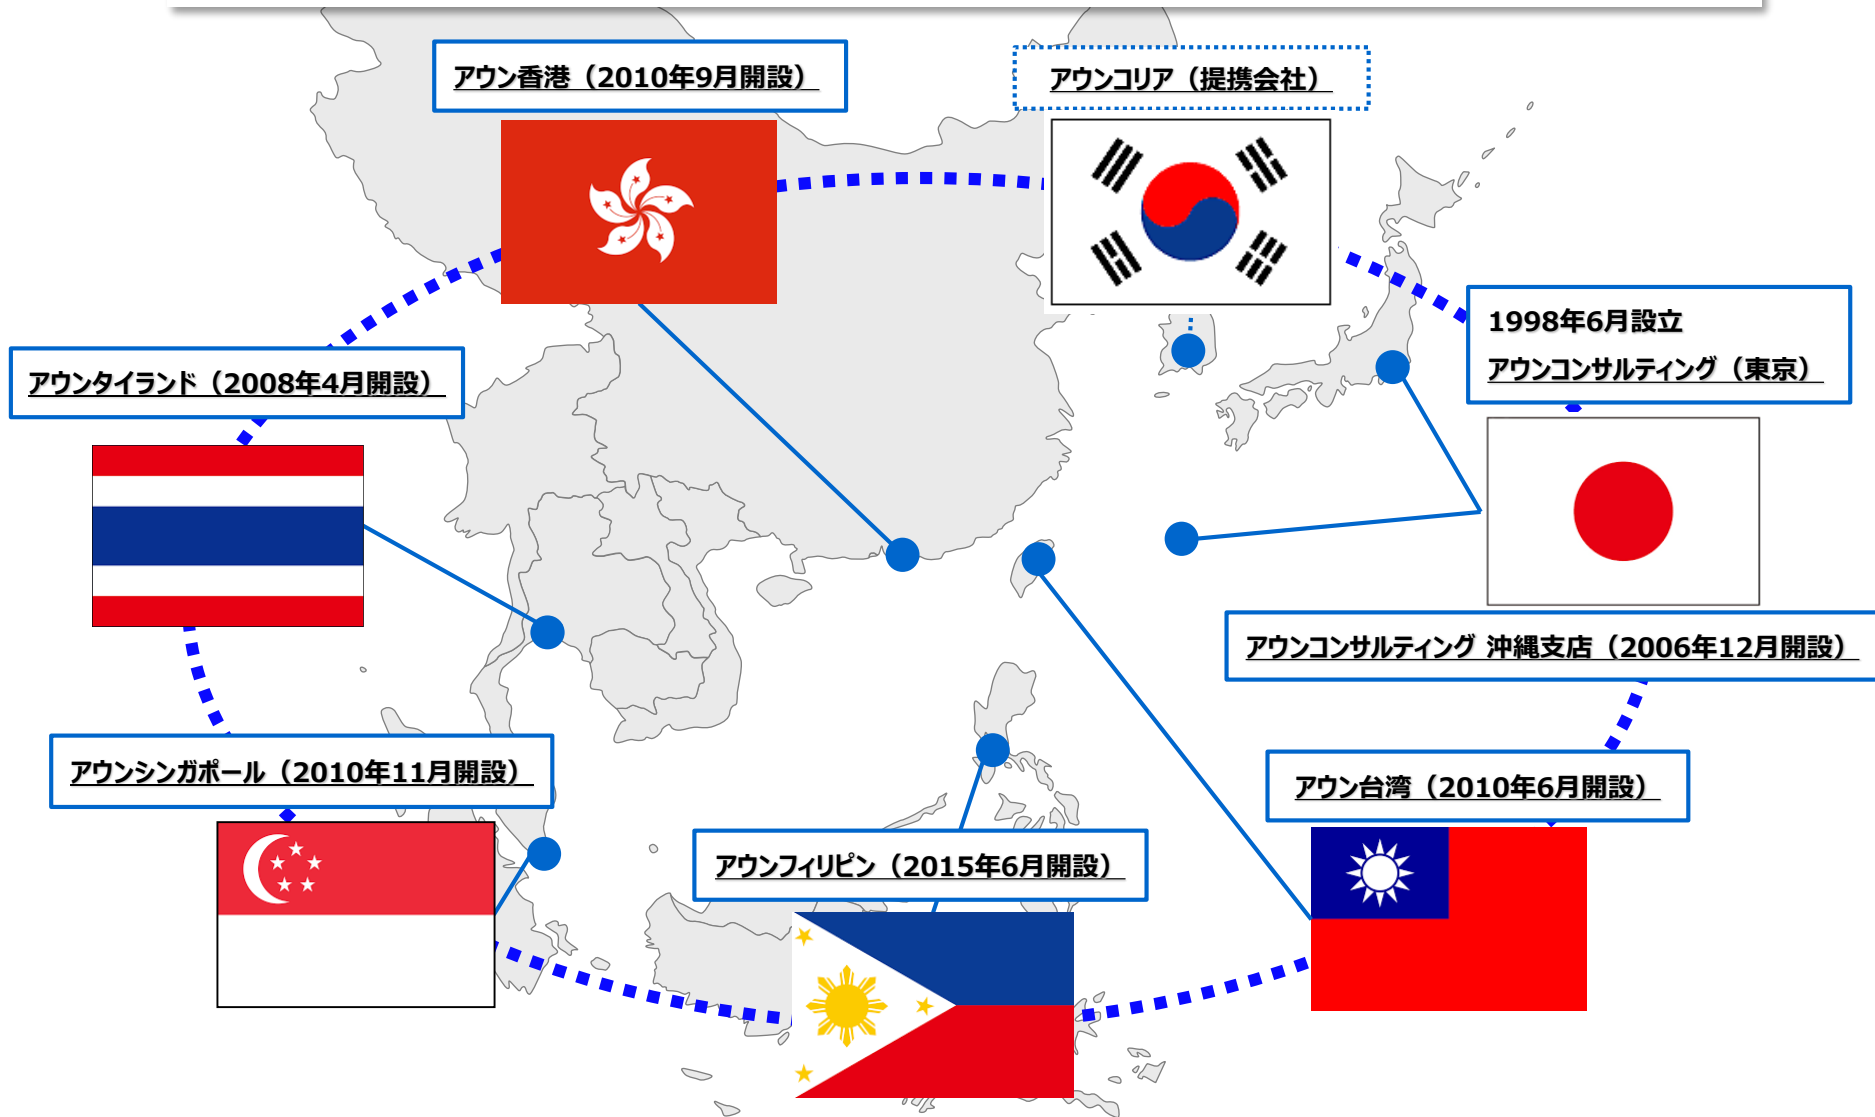 アウン香港（2010年9月開設）
アウンコリア（提携会社）
1998年6月設立
アウンコンサルティング（東京）
アウンタイランド（2008年4月開設）
アウンコンサルティング 沖縄支店（2006年12月開設）
アウンシンガポール（2010年11月開設）
アウン台湾（2010年6月開設）
アウンフィリピン（2015年6月開設）